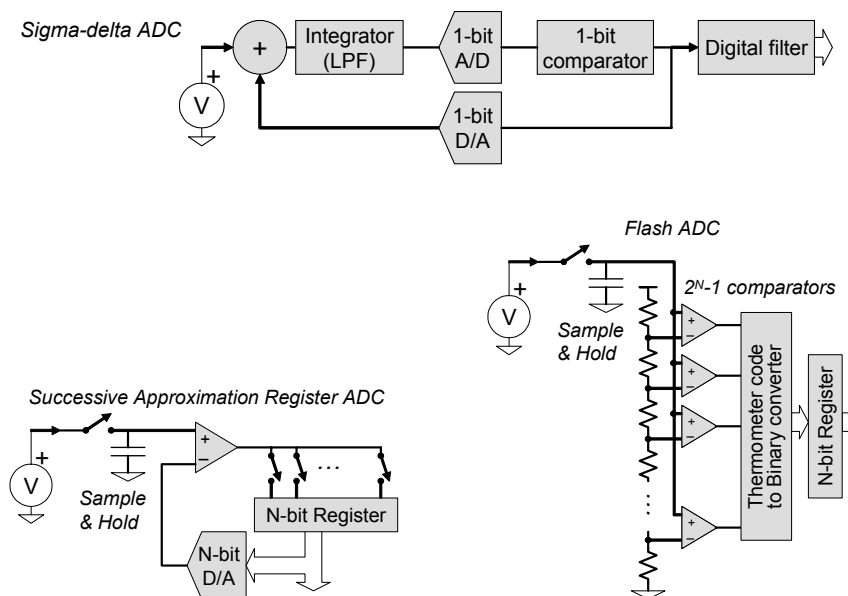 Sigma-delta ADC
+
V
+
Integrator
(LPF)
1-bit
A/D
1-bit
comparator
Digital filter
1-bit
D/A
Flash ADC
+
V
Sample
& Hold
2ᴺ-1 comparators
+
−
+
−
+
−
+
−
Thermometer code
to Binary converter
N-bit Register
Successive Approximation Register ADC
+
V
Sample
& Hold
+
−
...
N-bit Register
N-bit
D/A